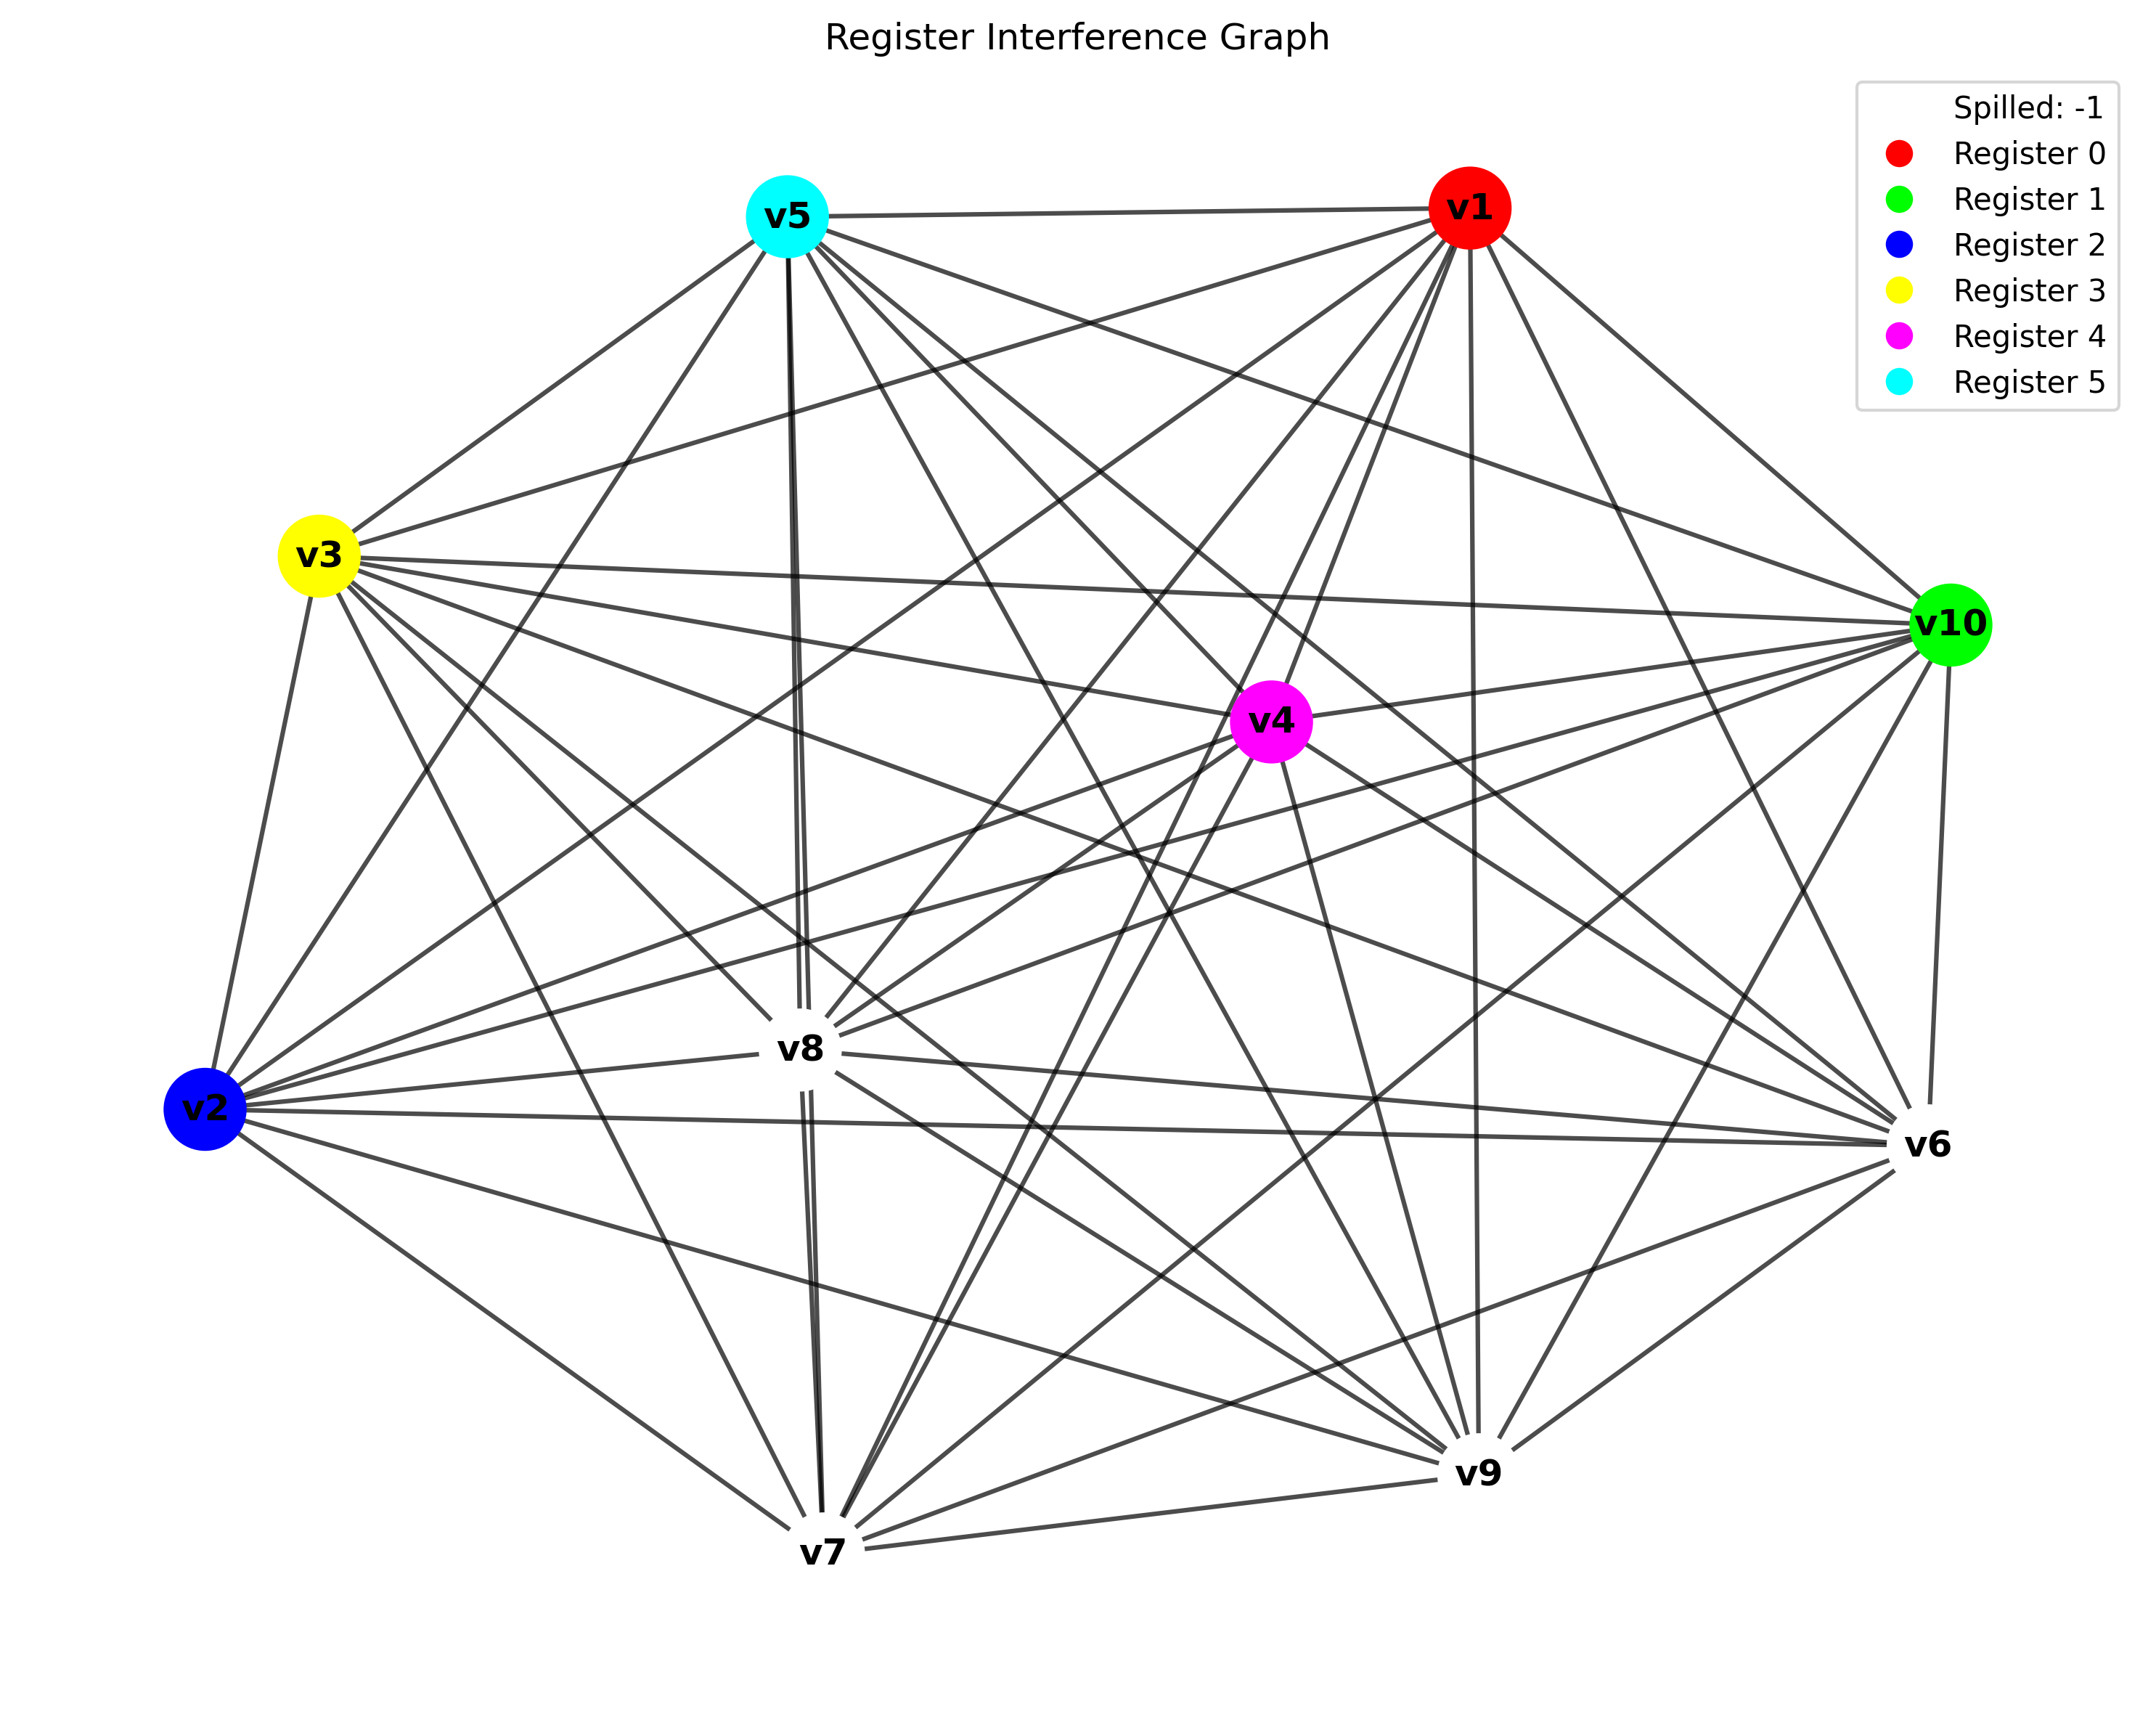 Register Interference Graph
Spilled: -1
Register 0
Register 1
Register 2
Register 3
Register 4
Register 5
v5
v1
v3
v10
v4
v8
v2
v6
v9
v7